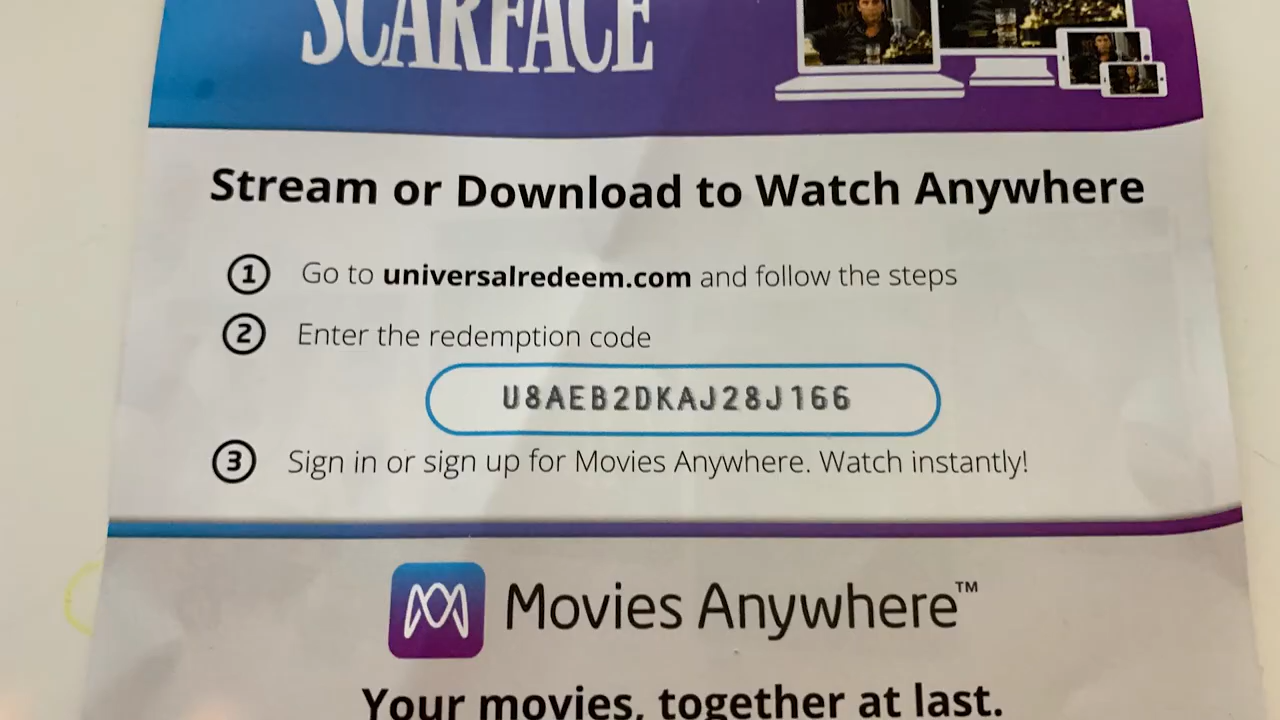 SCARFACE
Stream or Download to Watch Anywhere
1 Go to universalredeem.com and follow the steps
2 Enter the redemption code
U8AEB2DKAJ28J166
3 Sign in or sign up for Movies Anywhere. Watch instantly!
Movies Anywhere™
Your movies, together at last.